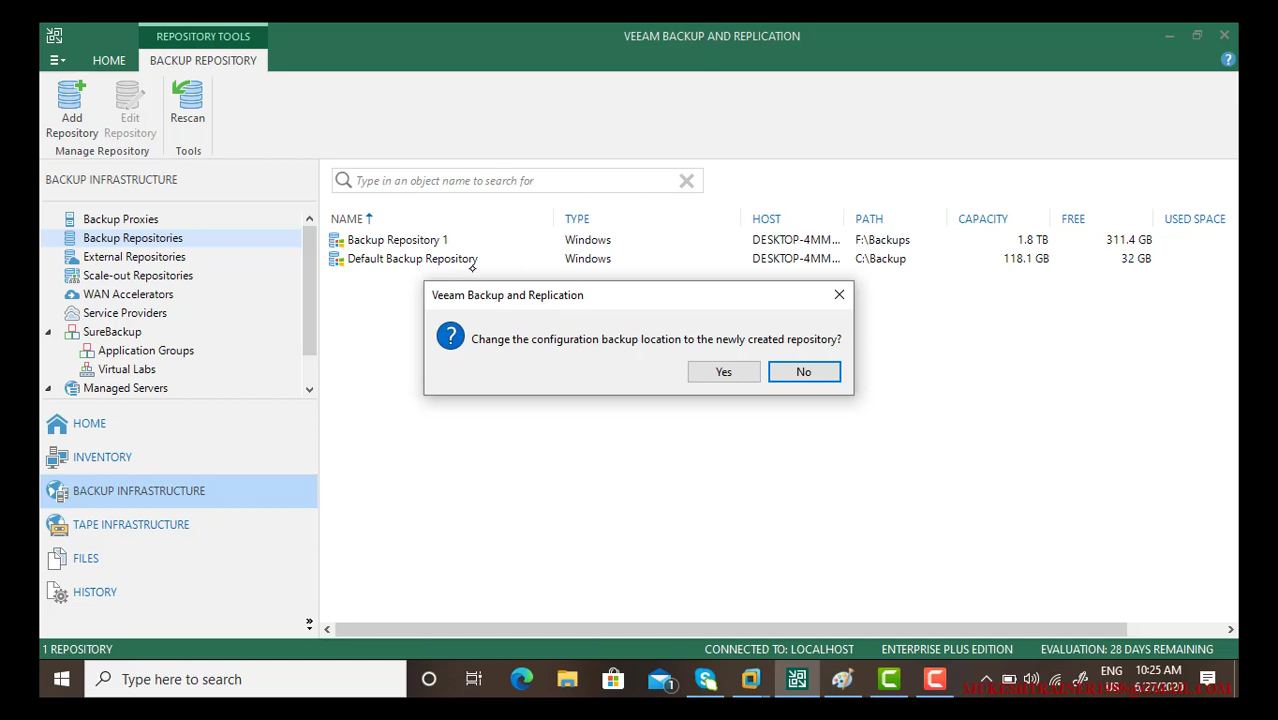 REPOSITORY TOOLS
VEEAM BACKUP AND REPLICATION
HOME
BACKUP REPOSITORY
Add Repository
Edit Repository
Rescan
Manage Repository
Tools
BACKUP INFRASTRUCTURE
Type in an object name to search for
Backup Proxies
Backup Repositories
External Repositories
Scale-out Repositories
WAN Accelerators
Service Providers
SureBackup
Application Groups
Virtual Labs
Managed Servers
NAME TYPE HOST PATH CAPACITY FREE USED SPACE
Backup Repository 1 Windows DESKTOP-4MM... F:\Backups 1.8 TB 311.4 GB
Default Backup Repository Windows DESKTOP-4MM... C:\Backup 118.1 GB 32 GB
Veeam Backup and Replication
Change the configuration backup location to the newly created repository?
Yes No
HOME
INVENTORY
BACKUP INFRASTRUCTURE
TAPE INFRASTRUCTURE
FILES
HISTORY
1 REPOSITORY
CONNECTED TO: LOCALHOST
ENTERPRISE PLUS EDITION
EVALUATION: 28 DAYS REMAINING
Type here to search
1
ENG
US
10:25 AM
6/27/2020